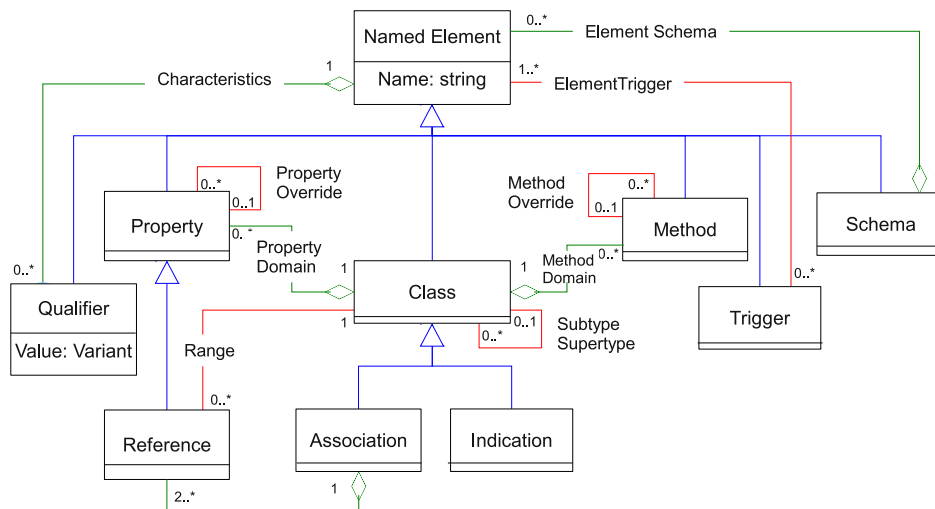 Named Element
0..*
Element Schema
Characteristics
1
Name: string
1..*
ElementTrigger
0..*
0..1
Property
Override
Method
Override
0..*
0..1
Property
0. .*
Property
Domain
Method
0..*
Schema
1
Class
1
Method
Domain
0..*
Qualifier
Value: Variant
Range
1
0..*
0..1
0..*
Subtype
Supertype
0..*
Trigger
0..*
Reference
Association
Indication
2..*
1